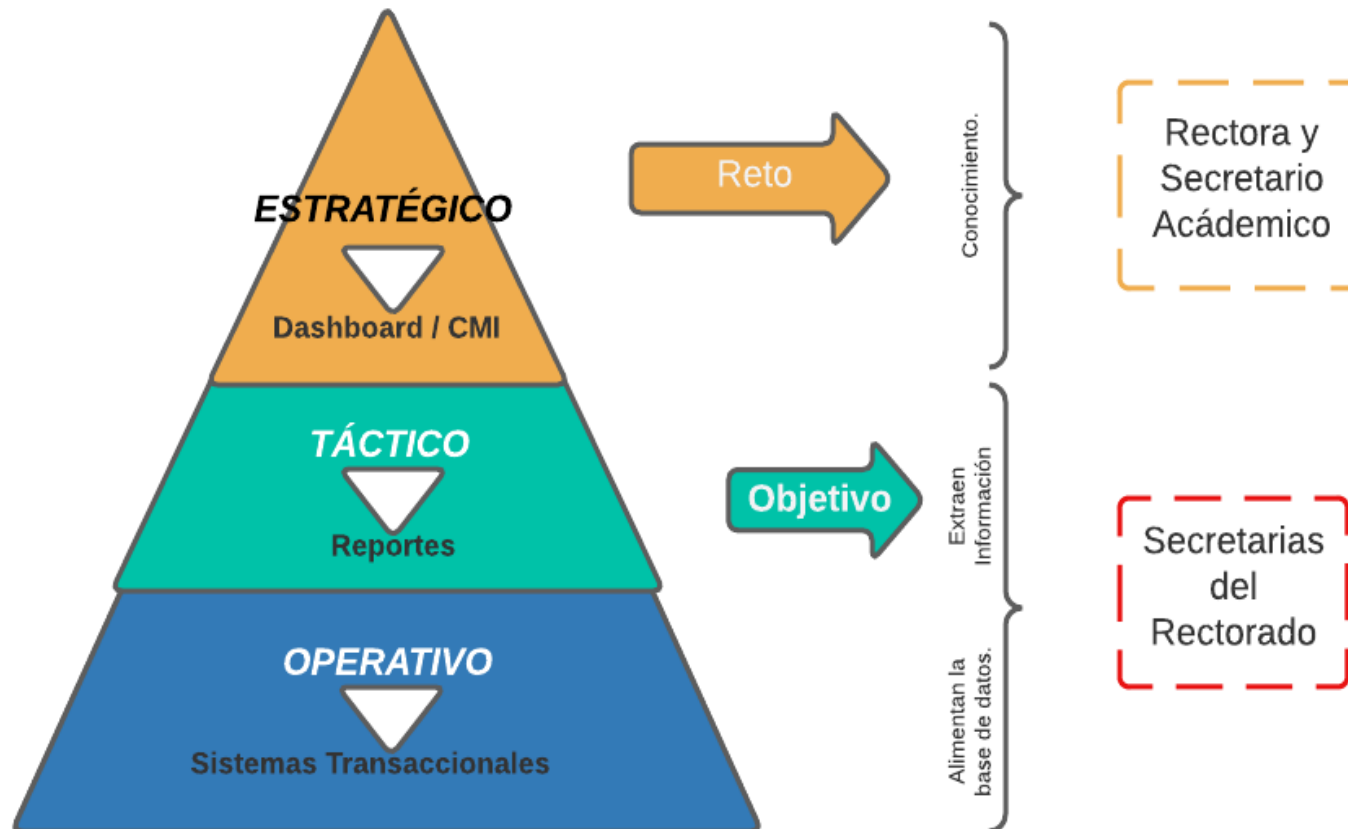 ESTRATÉGICO
Dashboard / CMI
TÁCTICO
Reportes
OPERATIVO
Sistemas Transaccionales
Reto
Objetivo
Conocimiento.
Extraen
Información
Alimentan la
base de datos.
Rectora y
Secretario
Acádemico
Secretarias
del
Rectorado